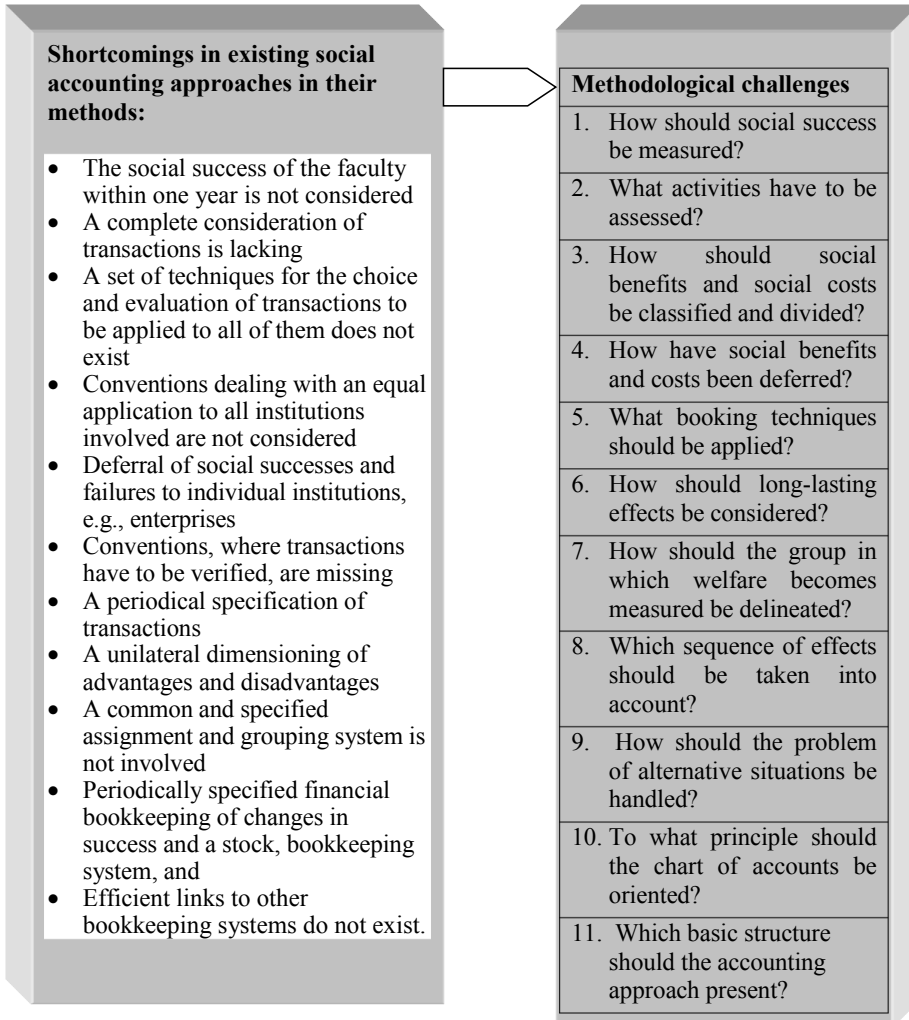 Shortcomings in existing social
accounting approaches in their
methods:
• The social success of the faculty
within one year is not considered
• A complete consideration of
transactions is lacking
• A set of techniques for the choice
and evaluation of transactions to
be applied to all of them does not
exist
• Conventions dealing with an equal
application to all institutions
involved are not considered
• Deferral of social successes and
failures to individual institutions,
e.g., enterprises
• Conventions, where transactions
have to be verified, are missing
• A periodical specification of
transactions
• A unilateral dimensioning of
advantages and disadvantages
• A common and specified
assignment and grouping system is
not involved
• Periodically specified financial
bookkeeping of changes in
success and a stock, bookkeeping
system, and
• Efficient links to other
bookkeeping systems do not exist.
Methodological challenges
1. How should social success
be measured?
2. What activities have to be
assessed?
3. How should social
benefits and social costs
be classified and divided?
4. How have social benefits
and costs been deferred?
5. What booking techniques
should be applied?
6. How should long-lasting
effects be considered?
7. How should the group in
which welfare becomes
measured be delineated?
8. Which sequence of effects
should be taken into
account?
9. How should the problem
of alternative situations be
handled?
10. To what principle should
the chart of accounts be
oriented?
11. Which basic structure
should the accounting
approach present?